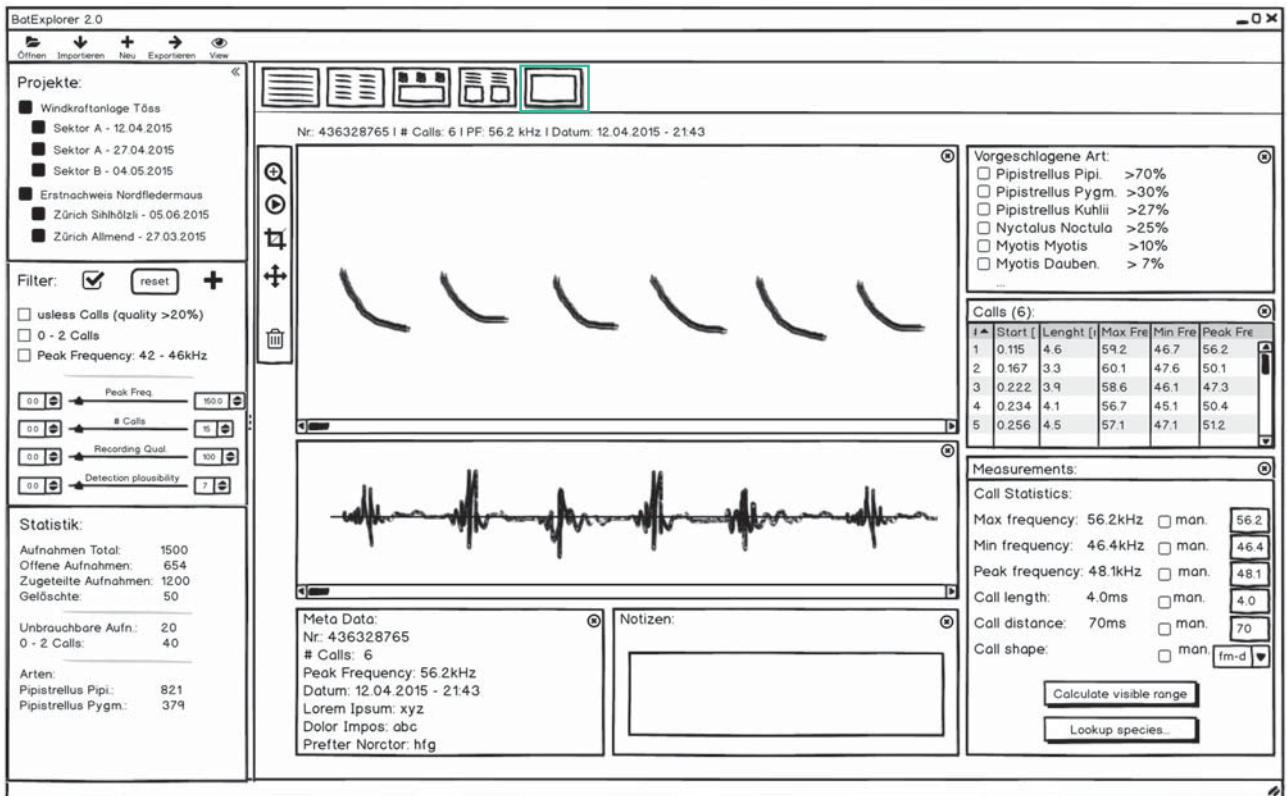 BatExplorer 2.0
Öffnen Importieren Neu Exportieren View
Projekte:
Windkraftanlage Töss
Sektor A - 12.04.2015
Sektor A - 27.04.2015
Sektor B - 04.05.2015
Erstnachweis Nordfledermaus
Zürich Sihlhölzli - 05.06.2015
Zürich Allmend - 27.03.2015
Filter: reset
usless Calls (quality >20%)
0 - 2 Calls
Peak Frequency: 42 - 46kHz
Peak Freq.
0.0 150.0
# Calls
0.0 15
Recording Qual.
0.0 100
Detection plausibility
0.0 7
Statistik:
Aufnahmen Total: 1500
Offene Aufnahmen: 654
Zugeteilte Aufnahmen: 1200
Gelöschte: 50
Unbrauchbare Aufn.: 20
0 - 2 Calls: 40
Arten:
Pipistrellus Pipi.: 821
Pipistrellus Pygm.: 379
Nr.: 436328765 I # Calls: 6 I PF: 56.2 kHz I Datum: 12.04.2015 - 21:43
Meta Data:
Nr.: 436328765
# Calls: 6
Peak Frequency: 56.2kHz
Datum: 12.04.2015 - 21:43
Lorem Ipsum: xyz
Dolor Impos: abc
Prefter Norctor: hfg
Notizen:
Vorgeschlagene Art:
Pipistrellus Pipi. >70%
Pipistrellus Pygm. >30%
Pipistrellus Kuhlii >27%
Nyctalus Noctula >25%
Myotis Myotis >10%
Myotis Dauben. > 7%
...
Calls (6):
Start [ Lenght [ Max Fre Min Fre Peak Fre
1 0.115 4.6 59.2 46.7 56.2
2 0.167 3.3 60.1 47.6 50.1
3 0.222 3.9 58.6 46.1 47.3
4 0.234 4.1 56.7 45.1 50.4
5 0.256 4.5 57.1 47.1 51.2
Measurements:
Call Statistics:
Max frequency: 56.2kHz man. 56.2
Min frequency: 46.4kHz man. 46.4
Peak frequency: 48.1kHz man. 48.1
Call length: 4.0ms man. 4.0
Call distance: 70ms man. 70
Call shape: man. fm-d
Calculate visible range
Lookup species...